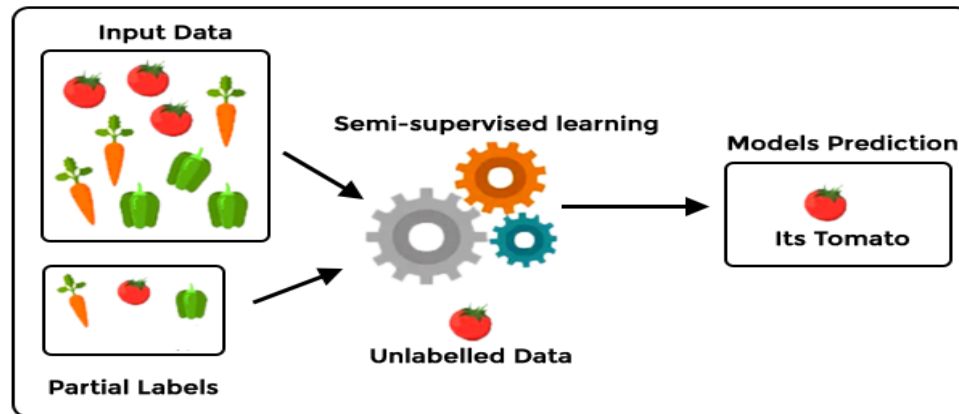 Input Data
Semi-supervised learning
Models Prediction
Its Tomato
Unlabelled Data
Partial Labels